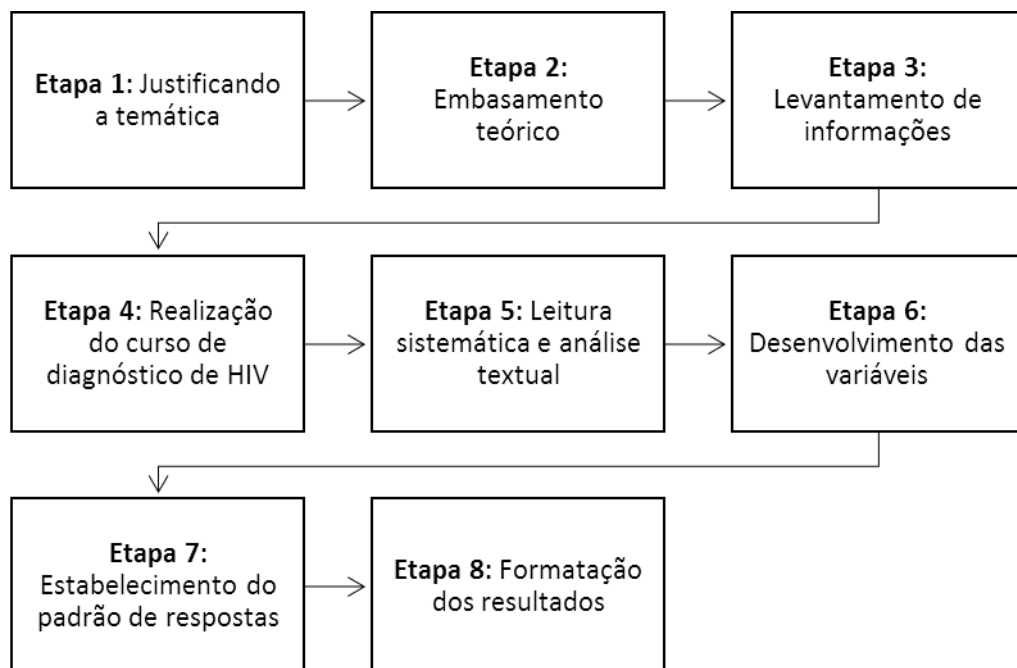 Etapa 1: Justificando
a temática
Etapa 2:
Embasamento
teórico
Etapa 3:
Levantamento de
informações
Etapa 4: Realização
do curso de
diagnóstico de HIV
Etapa 5: Leitura
sistemática e análise
textual
Etapa 6:
Desenvolvimento das
variáveis
Etapa 7:
Estabelecimento do
padrão de respostas
Etapa 8: Formatação
dos resultados